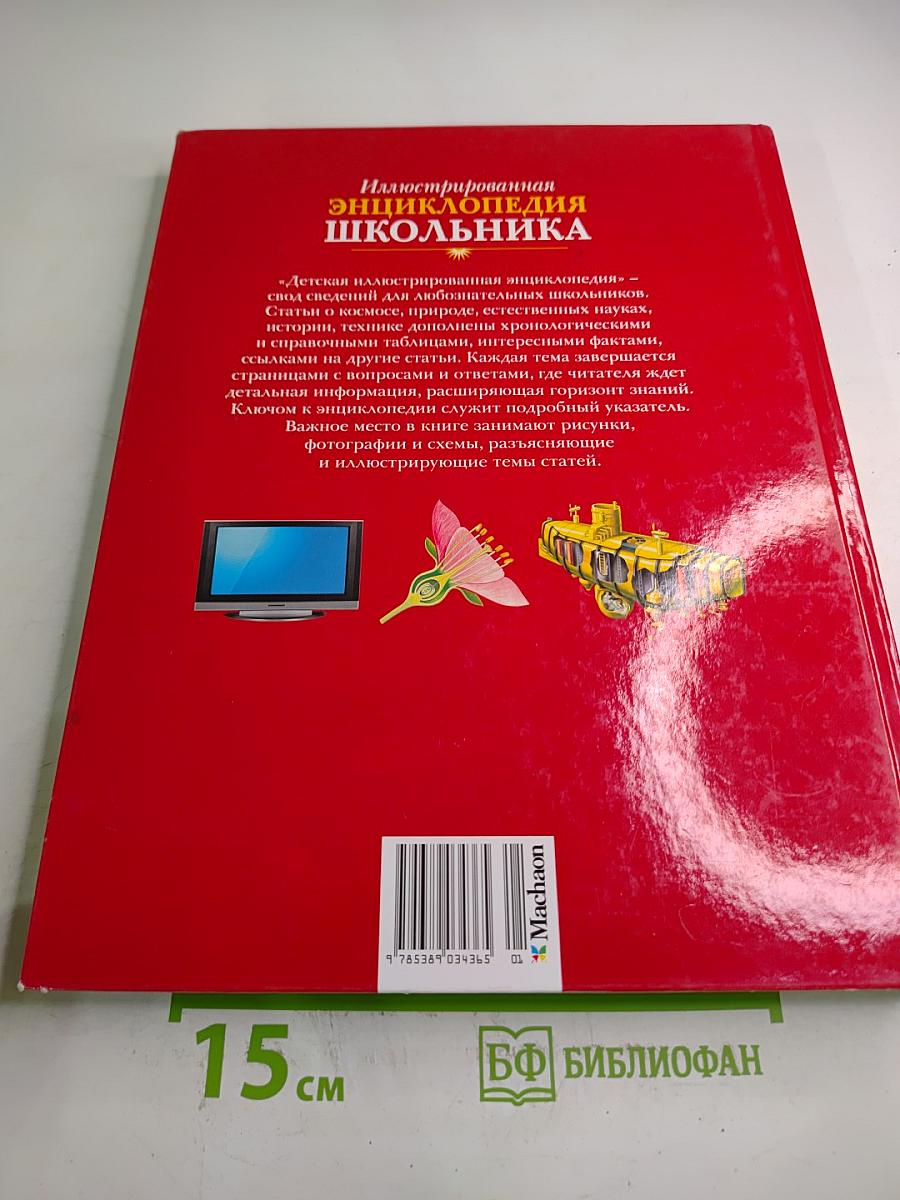 Иллюстрированная
ЭНЦИКЛОПЕДИЯ
ШКОЛЬНИКА
«Детская иллюстрированная энциклопедия» –
свод сведений для любознательных школьников.
Статьи о космосе, природе, естественных науках,
истории, технике дополнены хронологическими
и справочными таблицами, интересными фактами,
ссылками на другие статьи. Каждая тема завершается
страницами с вопросами и ответами, где читателя ждет
детальная информация, расширяющая горизонт знаний.
Ключом к энциклопедии служит подробный указатель.
Важное место в книге занимают рисунки,
фотографии и схемы, разъясняющие
и иллюстрирующие темы статей.
9 785389 034365 01
Machaon
15 см
БФ БИБЛИОФАН